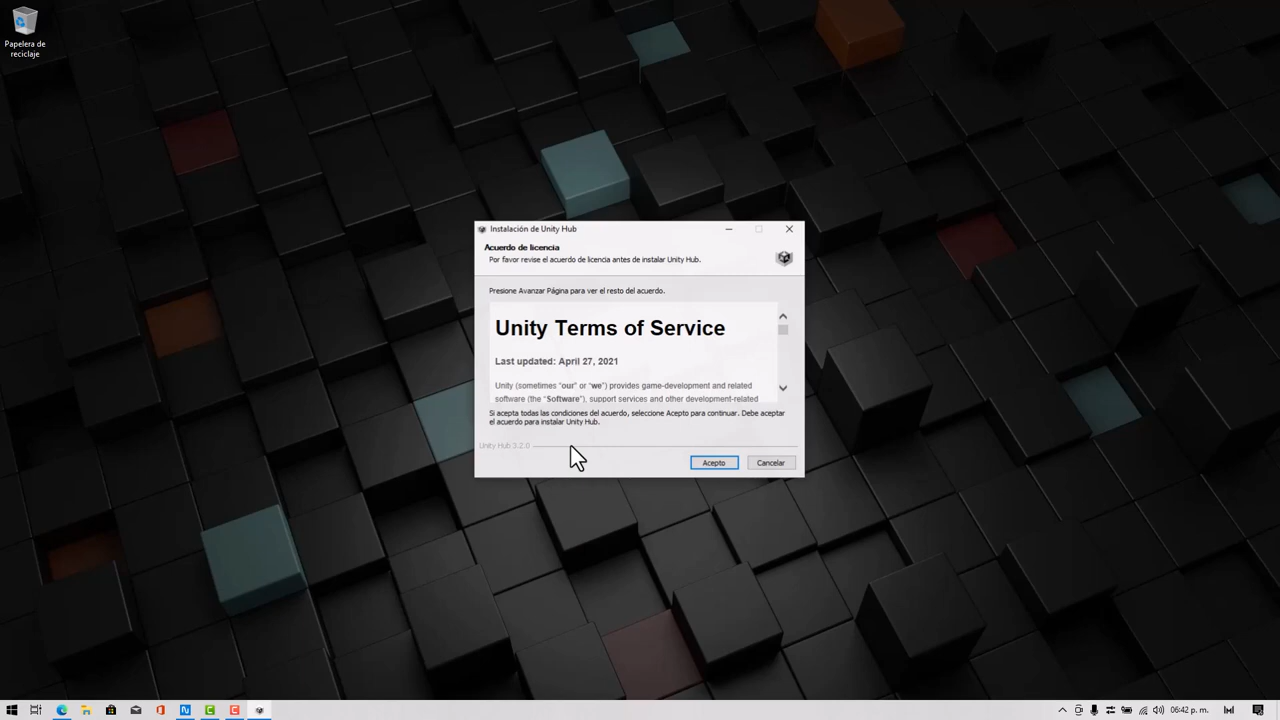 Papelera de
reciclaje
Instalación de Unity Hub
Acuerdo de licencia
Por favor revise el acuerdo de licencia antes de instalar Unity Hub.
Presione Avanzar Página para ver el resto del acuerdo.
Unity Terms of Service
Last updated: April 27, 2021
Unity (sometimes "our" or "we") provides game-development and related
software (the "Software"), support services and other development-related
Si acepta todas las condiciones del acuerdo, seleccione Acepto para continuar. Debe aceptar
el acuerdo para instalar Unity Hub.
Unity Hub 3.2.0
Acepto
Cancelar
06:42 p. m.